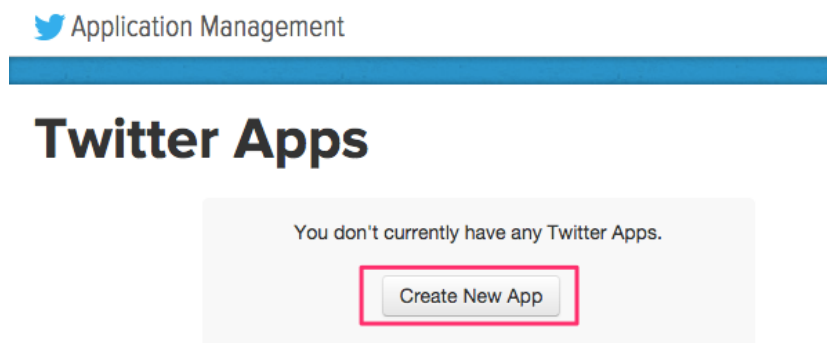 Application Management
Twitter Apps
You don't currently have any Twitter Apps.
Create New App